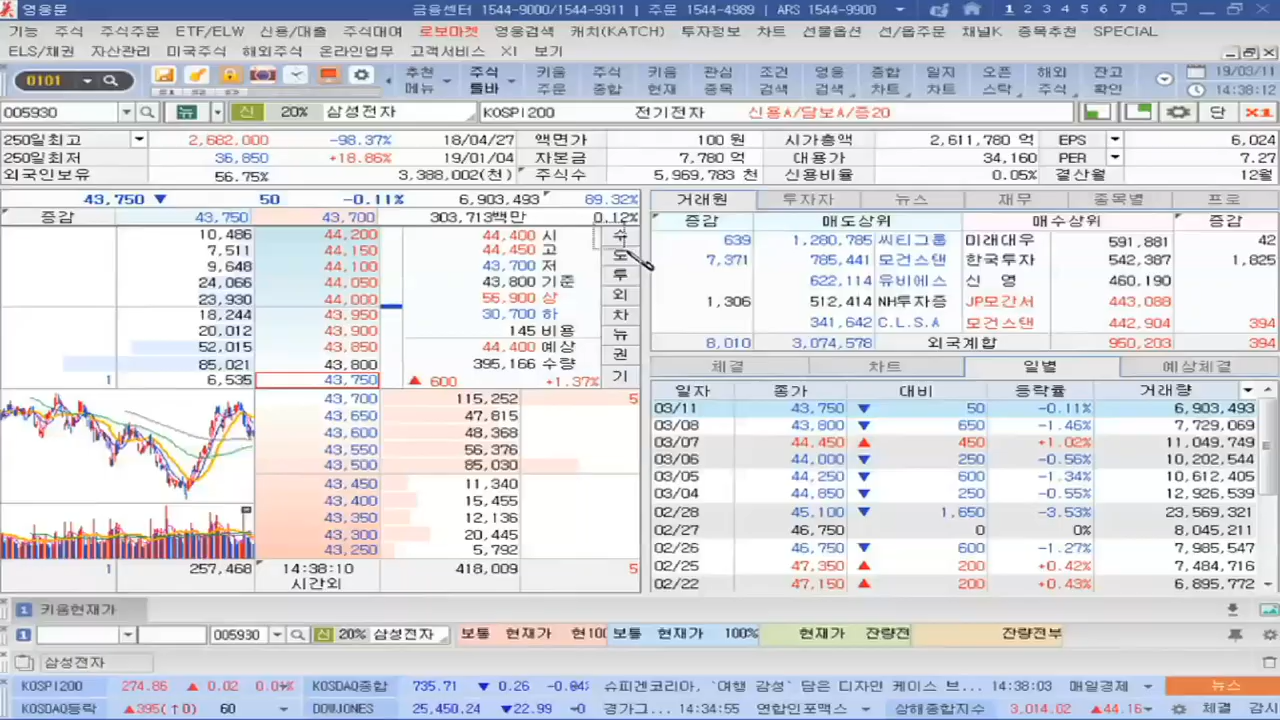 영웅문 금융센터 1544-9000/1544-9911 | 주문 1544-4989 | ARS 1544-9900 1 2 3 4 5 6 7 8
기능 주식 주식주문 ETF/ELW 신용/대출 주식대여 로보마켓 영웅검색 캐치(KATCH) 투자정보 차트 선물옵션 선/옵주문 채널K 종목추천 SPECIAL
ELS/채권 자산관리 미국주식 해외주식 온라인업무 고객서비스 XI 보기
0101 추천메뉴 주식툴바 키움주문 주식종합 키움현재 관심종목 조건검색 영웅검색 종합차트 일지차트 오픈스탁 해외주식 잔고확인 19/03/11 14:38:12
005930 뉴 신 20% 삼성전자 KOSPI200 전기전자 신용A/담보A/증20 단 X1
250일최고 2,682,000 -98.37% 18/04/27 액면가 100 원 시가총액 2,611,780 억 EPS 6,024
250일최저 36,850 +18.86% 19/01/04 자본금 7,780 억 대용가 34,160 PER 7.27
외국인보유 56.75% 3,388,002(천) 주식수 5,969,783 천 신용비율 0.05% 결산월 12월
43,750 ▼ 50 -0.11% 6,903,493 89.32%
증감 43,750 43,700 303,713백만 0.12%
10,486 44,200 44,400 시
7,511 44,150 44,450 고
9,648 44,100 43,700 저
24,066 44,050 43,800 기준
23,930 44,000 56,900 상
18,244 43,950 30,700 하
20,012 43,900 145 비용
52,015 43,850 44,400 예상
85,021 43,800 395,166 수량
1 6,535 43,750 ▲ 600 +1.37%
투
외
차
뉴
권
기
43,700 115,252 5
43,650 47,815
43,600 48,368
43,550 56,376
43,500 85,030
43,450 11,340
43,400 15,455
43,350 12,136
43,300 20,445
43,250 5,792
1 257,468 14:38:10 418,009 5
시간외
거래원 투자자 뉴스 재무 종목별 프로
증감 매도상위 매수상위 증감
639 1,280,785 씨티그룹 미래대우 591,881 42
7,371 785,441 모건스탠 한국투자 542,387 1,825
622,114 유비에스 신 영 460,190
1,306 512,414 NH투자증 JP모간서 443,088
341,642 C.L.S.A 모건스탠 442,904 394
8,010 3,074,578 외국계합 950,203 394
체결 차트 일별 예상체결
일자 종가 대비 등락률 거래량
03/11 43,750 ▼ 50 -0.11% 6,903,493
03/08 43,800 ▼ 650 -1.46% 7,729,069
03/07 44,450 ▲ 450 +1.02% 11,049,749
03/06 44,000 ▼ 250 -0.56% 10,202,544
03/05 44,250 ▼ 600 -1.34% 10,612,405
03/04 44,850 ▼ 250 -0.55% 12,926,539
02/28 45,100 ▼ 1,650 -3.53% 23,569,321
02/27 46,750 0 0% 8,045,211
02/26 46,750 ▼ 600 -1.27% 7,985,547
02/25 47,350 ▲ 200 +0.42% 7,484,716
02/22 47,150 ▲ 200 +0.43% 6,895,772
1 키움현재가
1 005930 신 20% 삼성전자 보통 현재가 현100 보통 현재가 100% 현재가 잔량전 잔량전부
삼성전자
KOSPI200 274.86 ▲ 0.02 KOSDAQ종합 735.71 ▼ 0.26 -0.04% 슈피겐코리아, '여행 감성' 담은 디자인 케이스 브... 14:38:03 매일경제 뉴스
KOSDAQ등락 ▲395(↑0) 60 DOWJONES 25,450.24 ▼22.99 -0 경기그... 14:34:55 연합인포맥스 상해종합지수 3,014.02 ▲44.16 체결 감시